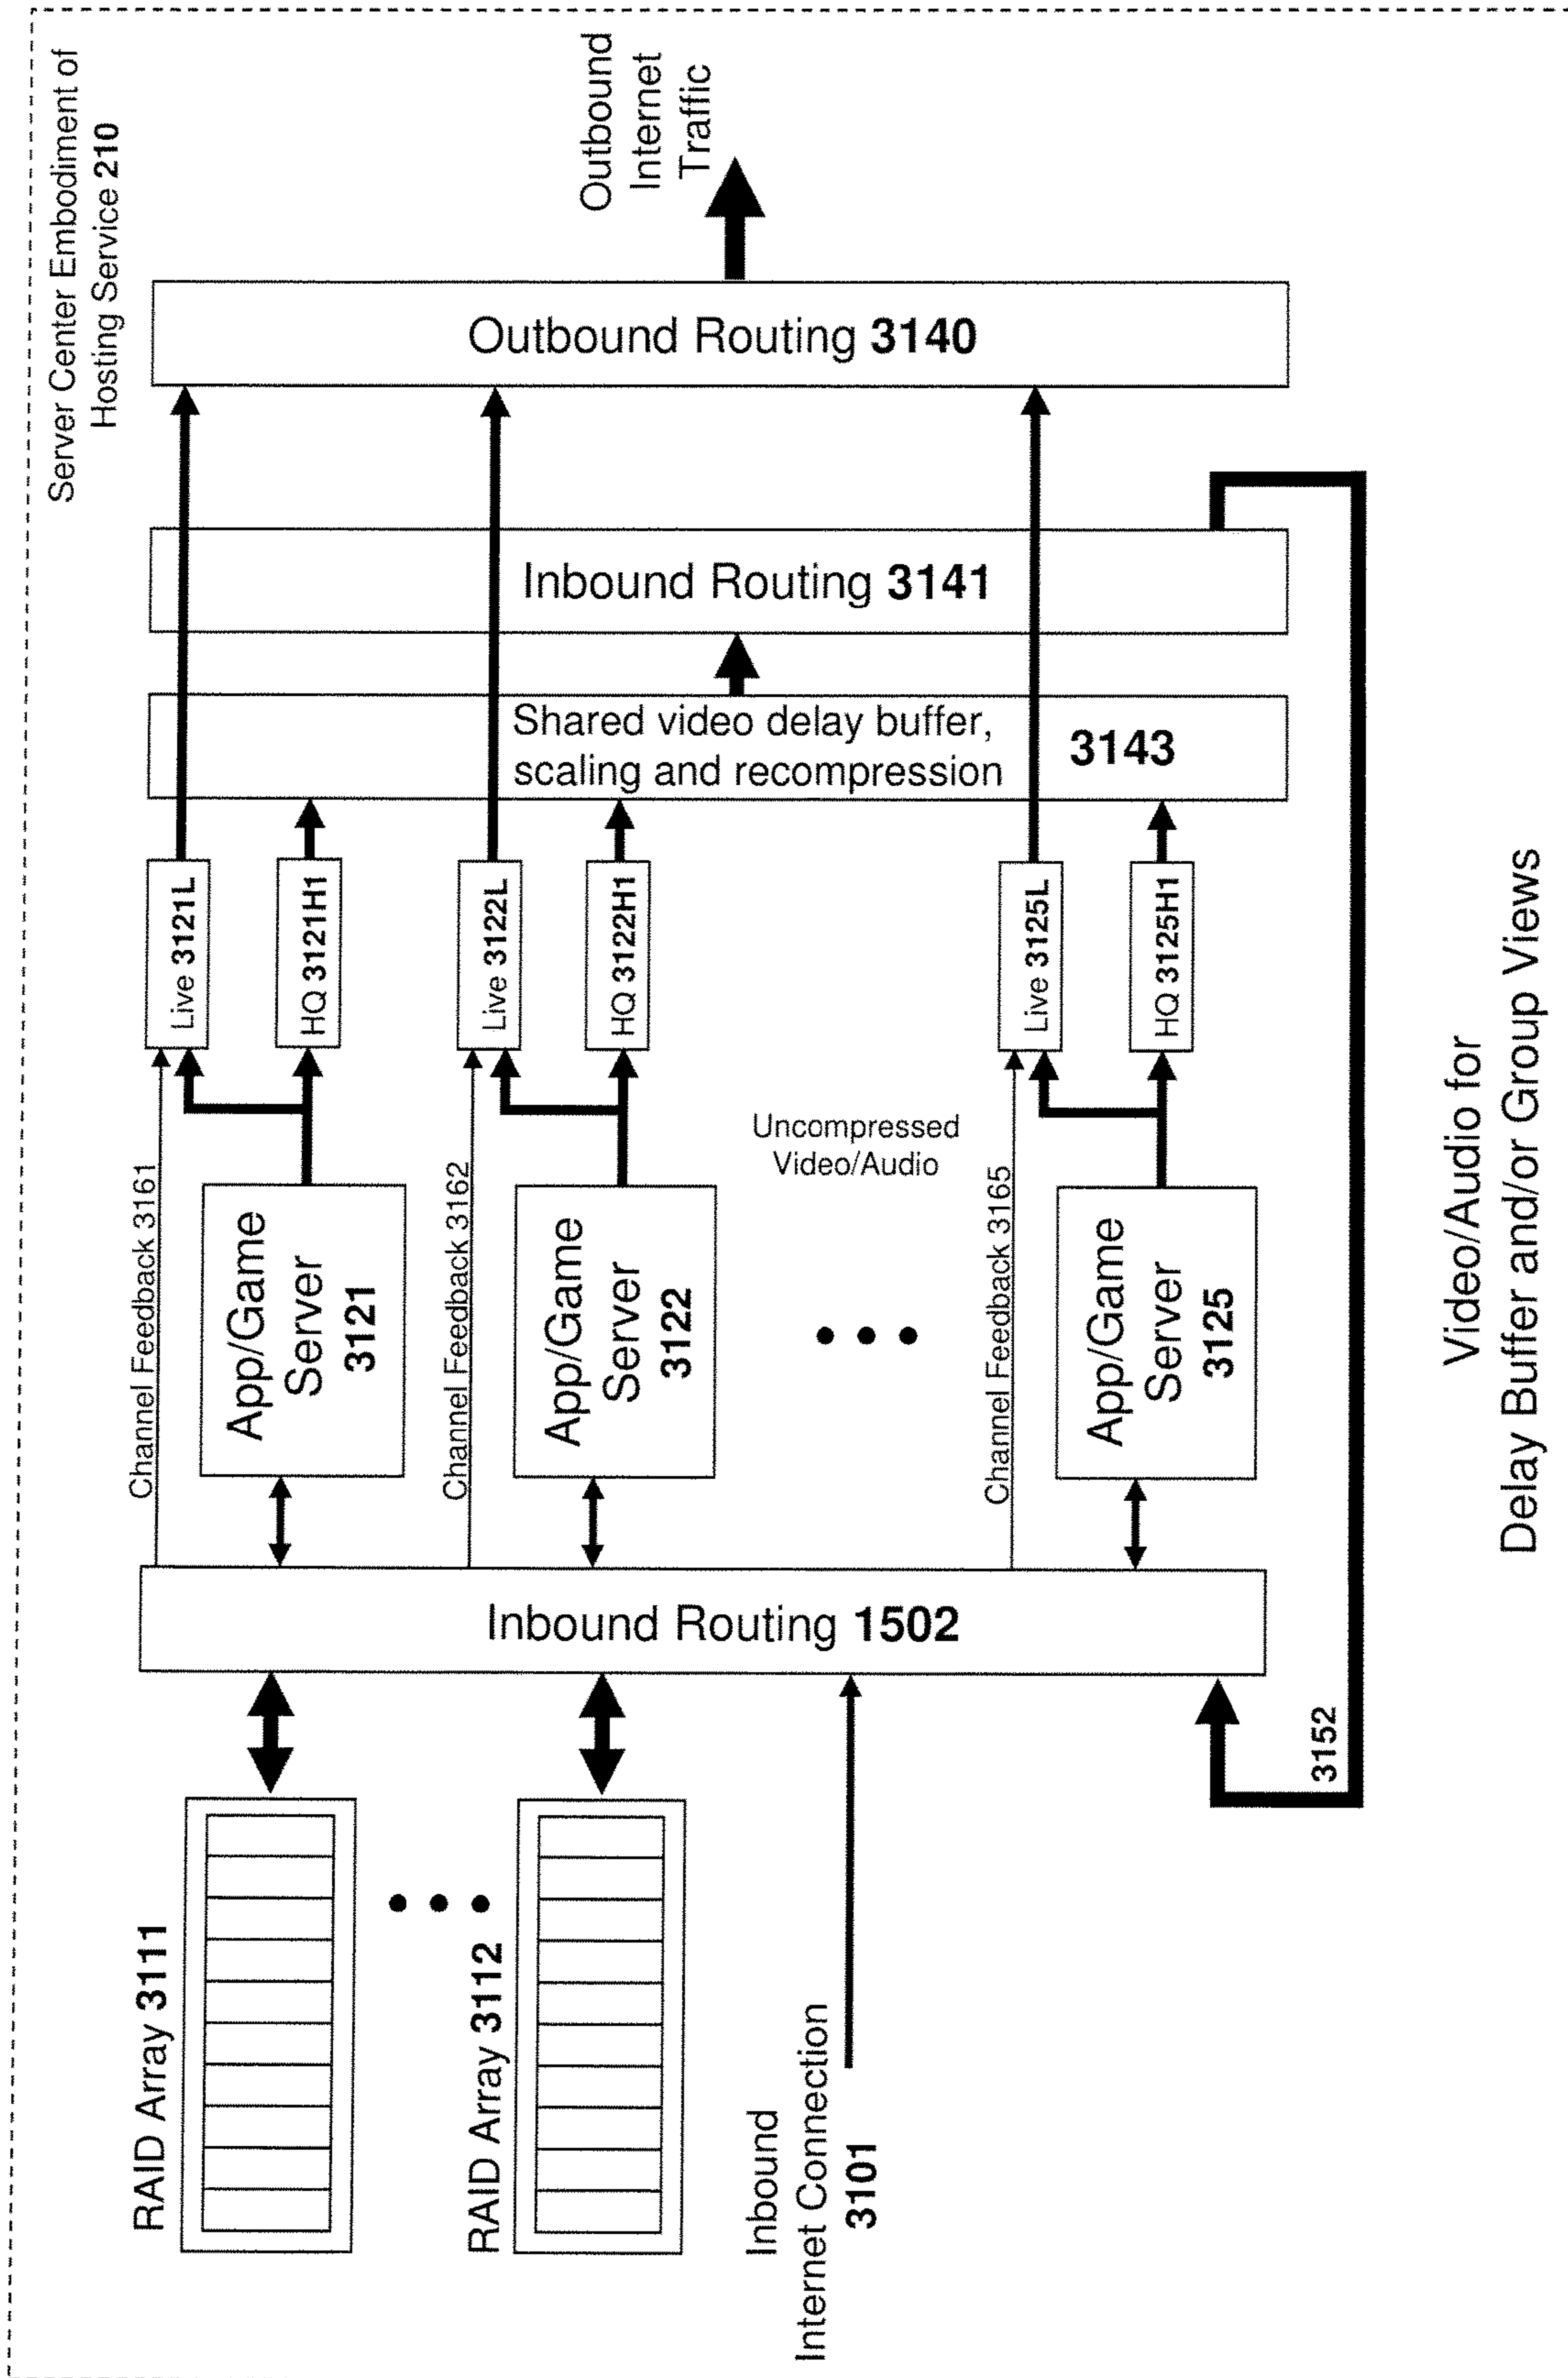 Server Center Embodiment of
Hosting Service 210
RAID Array 3111
RAID Array 3112
Inbound
Internet Connection
3101
Inbound Routing 1502
Channel Feedback 3161
App/Game
Server
3121
Live 3121L
HQ 3121H1
Channel Feedback 3162
App/Game
Server
3122
Live 3122L
HQ 3122H1
Uncompressed
Video/Audio
Channel Feedback 3165
App/Game
Server
3125
Live 3125L
HQ 3125H1
Shared video delay buffer,
scaling and recompression
3143
Inbound Routing 3141
Outbound Routing 3140
Outbound
Internet
Traffic
3152
Video/Audio for
Delay Buffer and/or Group Views